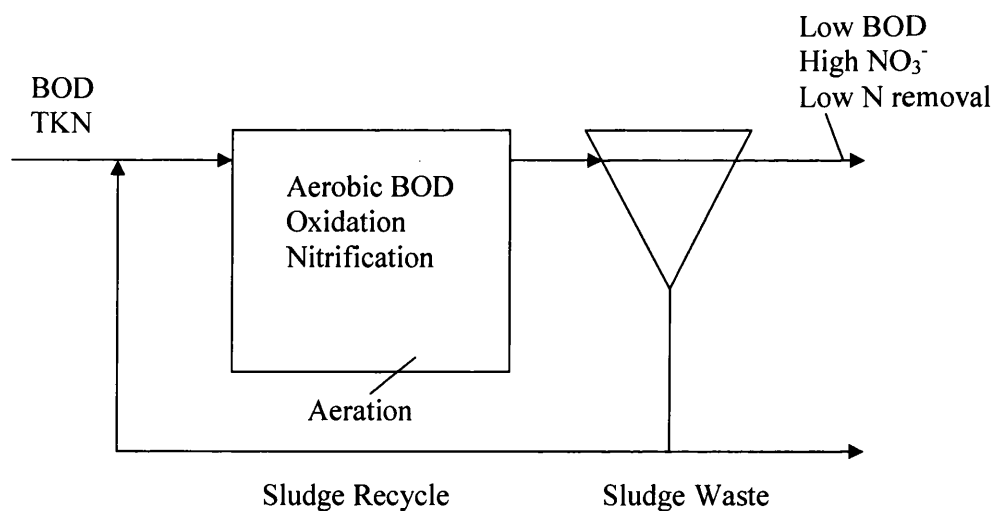 BOD
TKN
Aerobic BOD
Oxidation
Nitrification
Aeration
Low BOD
High NO₃⁻
Low N removal
Sludge Recycle
Sludge Waste